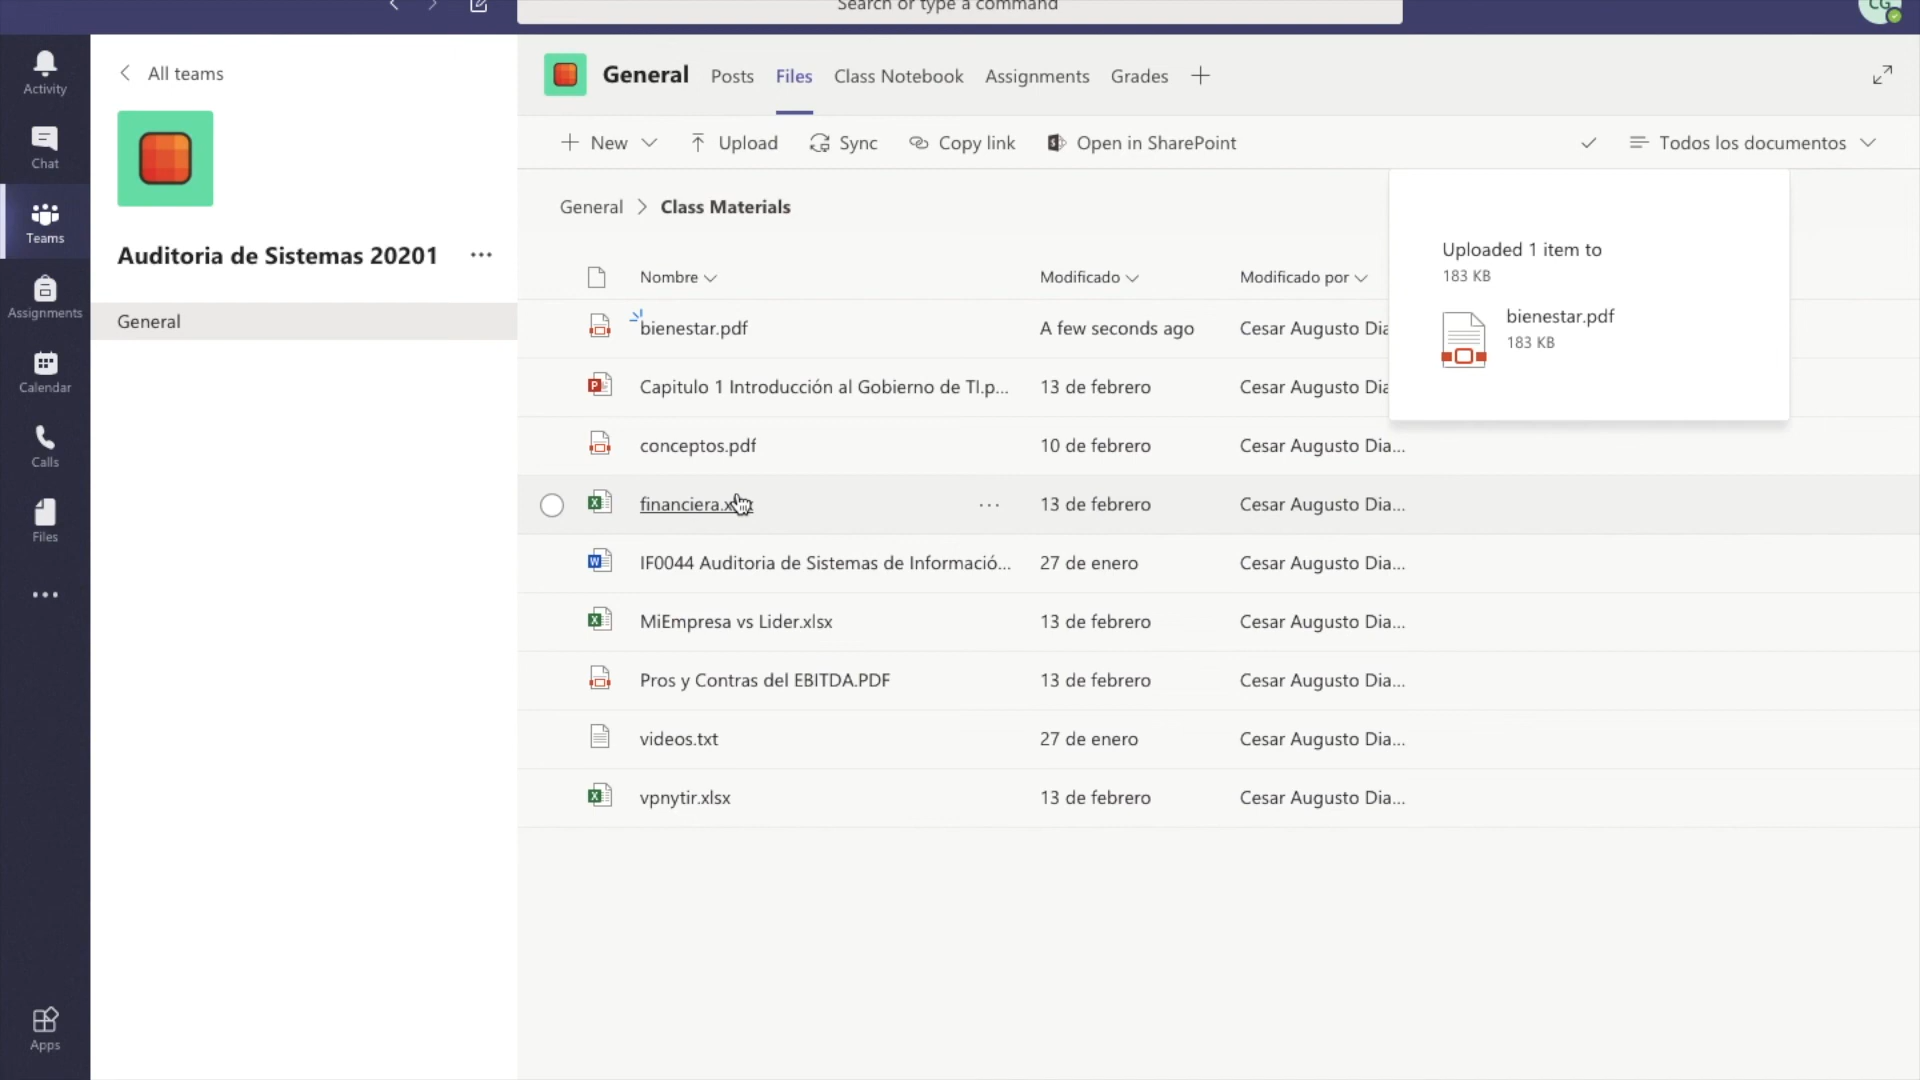 Search or type a command
CG
Activity
Chat
Teams
Assignments
Calendar
Calls
Files
Apps
All teams
Auditoria de Sistemas 20201
General
General Posts Files Class Notebook Assignments Grades
New Upload Sync Copy link Open in SharePoint Todos los documentos
General > Class Materials
Nombre Modificado Modificado por
bienestar.pdf A few seconds ago Cesar Augusto Dia
Capitulo 1 Introducción al Gobierno de TI.p... 13 de febrero Cesar Augusto Dia
conceptos.pdf 10 de febrero Cesar Augusto Dia...
13 de febrero Cesar Augusto Dia...
IF0044 Auditoria de Sistemas de Informació... 27 de enero Cesar Augusto Dia...
MiEmpresa vs Lider.xlsx 13 de febrero Cesar Augusto Dia...
Pros y Contras del EBITDA.PDF 13 de febrero Cesar Augusto Dia...
videos.txt 27 de enero Cesar Augusto Dia...
vpnytir.xlsx 13 de febrero Cesar Augusto Dia...
Uploaded 1 item to
183 KB
bienestar.pdf
183 KB